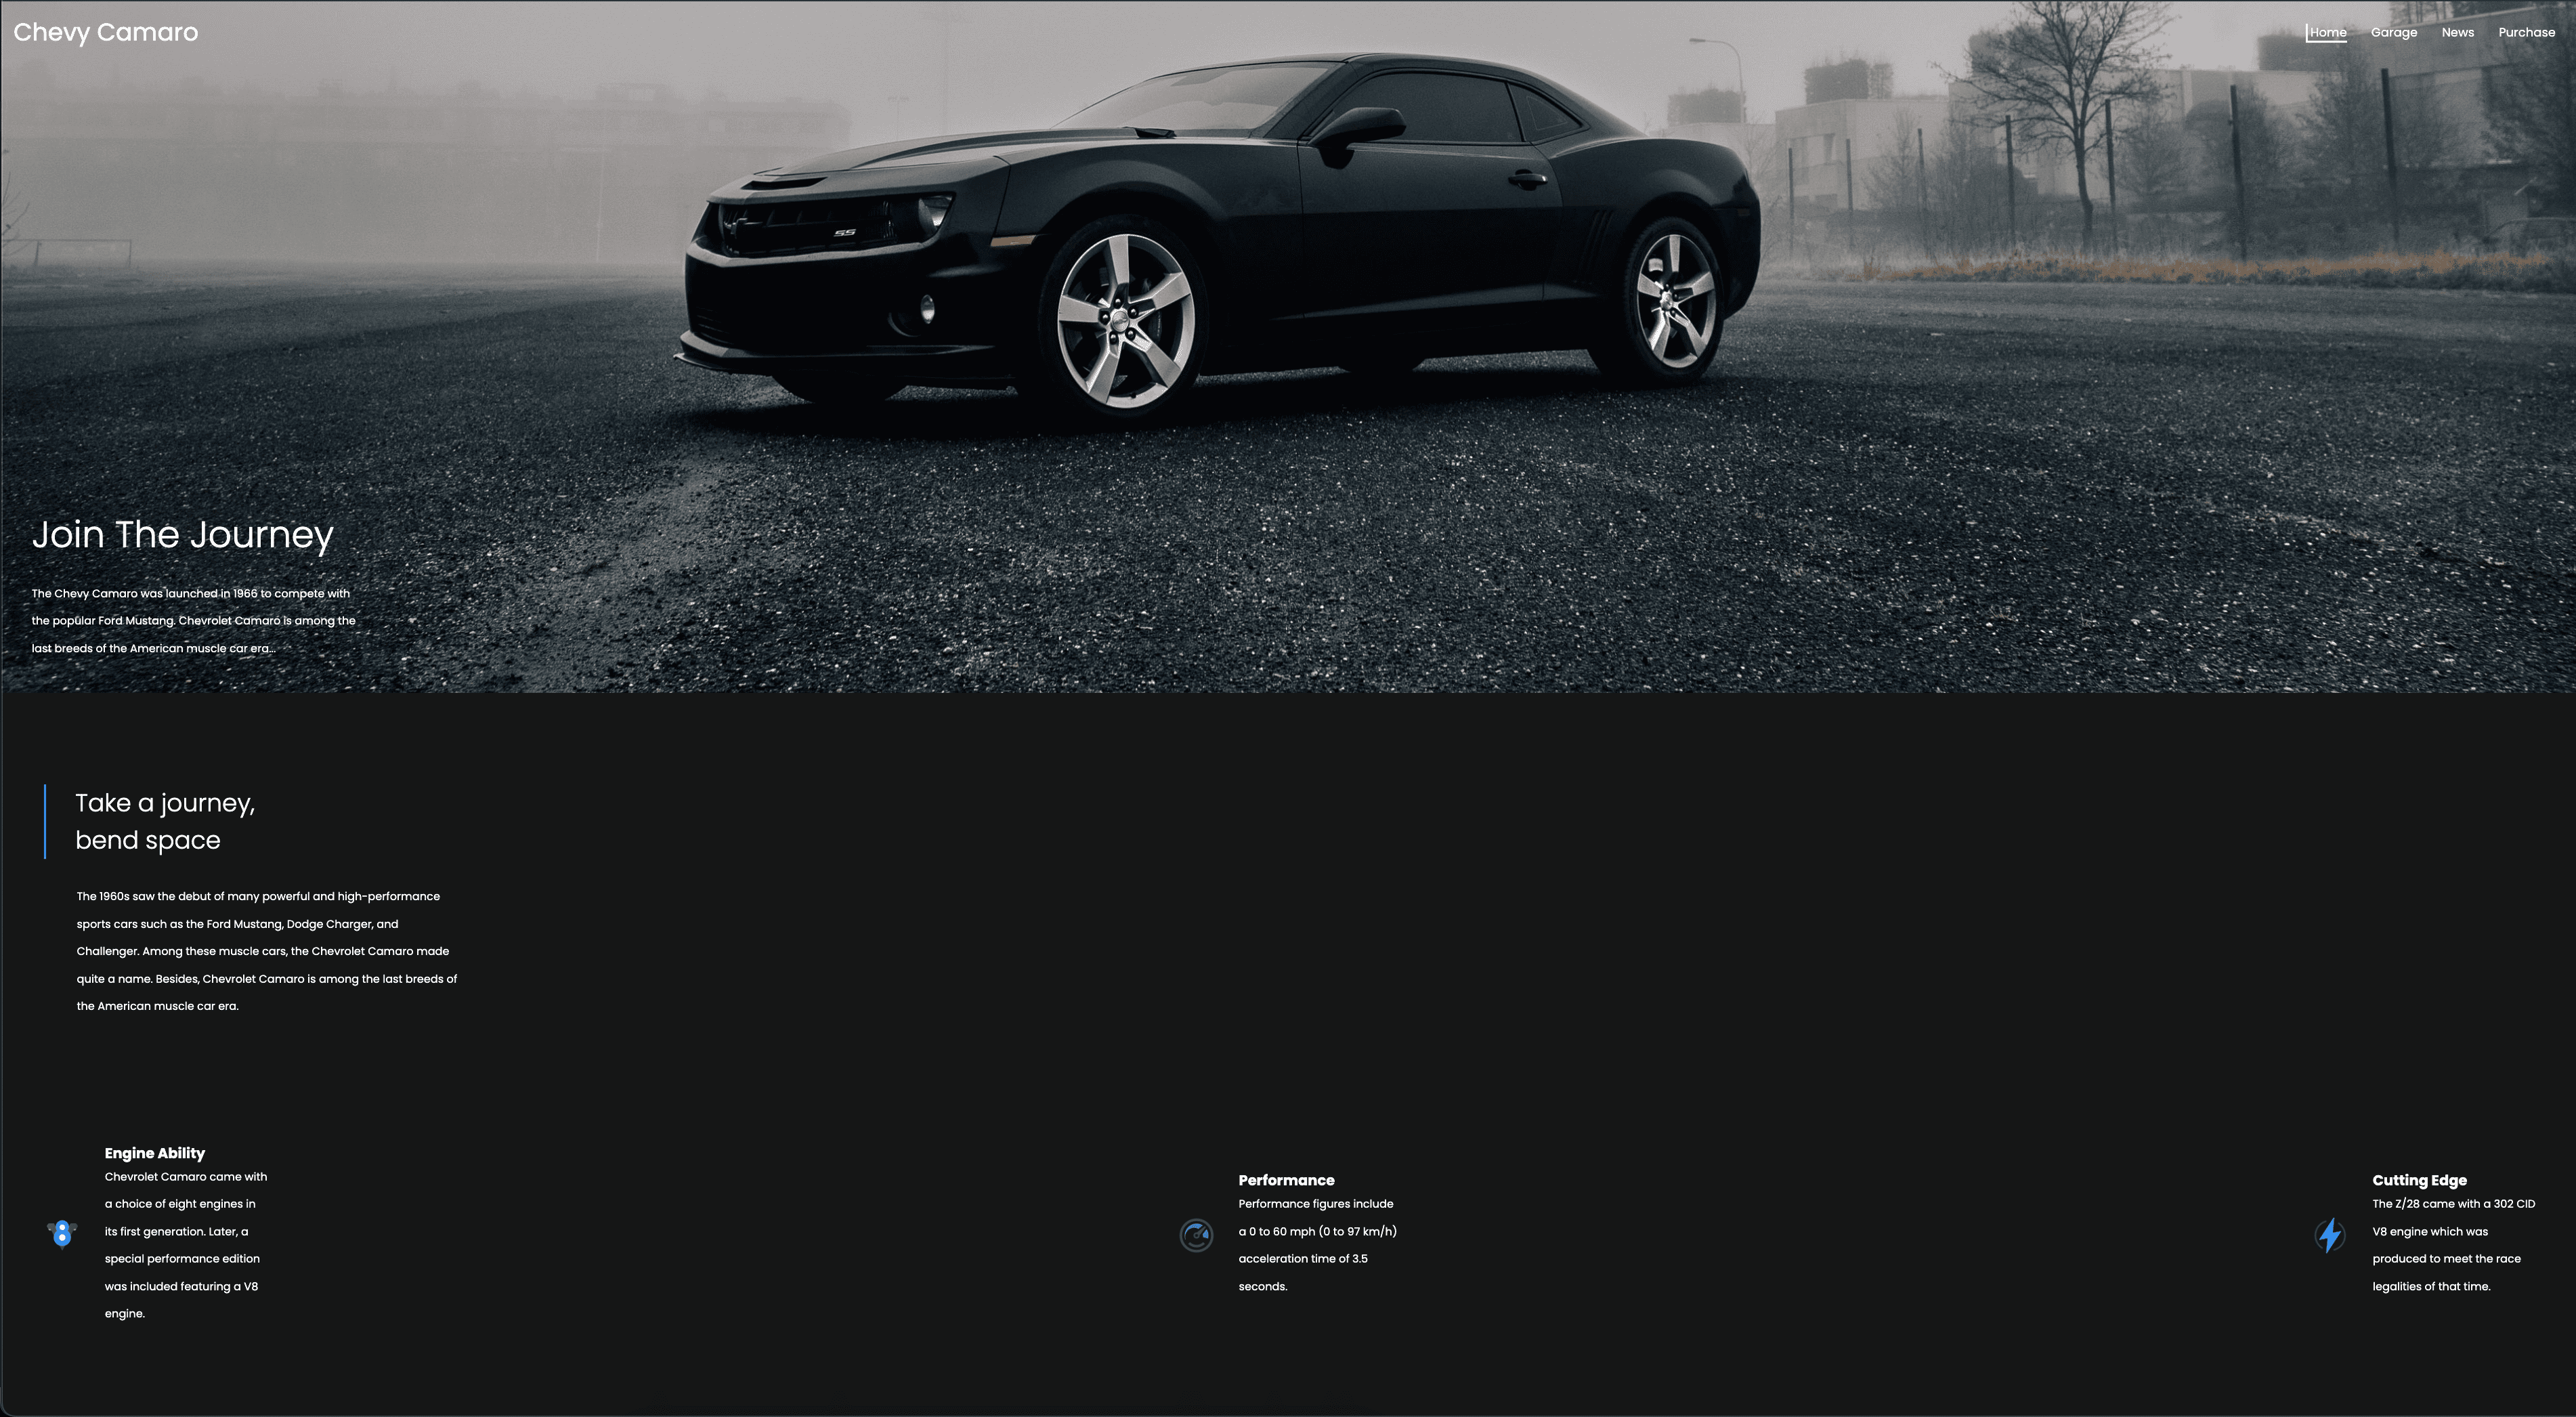 Chevy Camaro
Home Garage News Purchase
SS
Join The Journey
The Chevy Camaro was launched in 1966 to compete with
the popular Ford Mustang. Chevrolet Camaro is among the
last breeds of the American muscle car era...
Take a journey,
bend space
The 1960s saw the debut of many powerful and high-performance
sports cars such as the Ford Mustang, Dodge Charger, and
Challenger. Among these muscle cars, the Chevrolet Camaro made
quite a name. Besides, Chevrolet Camaro is among the last breeds of
the American muscle car era.
Engine Ability
Chevrolet Camaro came with
a choice of eight engines in
its first generation. Later, a
special performance edition
was included featuring a V8
engine.
Performance
Performance figures include
a 0 to 60 mph (0 to 97 km/h)
acceleration time of 3.5
seconds.
Cutting Edge
The Z/28 came with a 302 CID
V8 engine which was
produced to meet the race
legalities of that time.